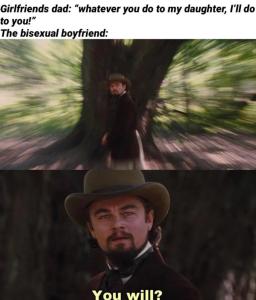 Girlfriends dad: “whatever you do to my daughter, I’ll do
to you!”
The bisexual boyfriend:
You will?